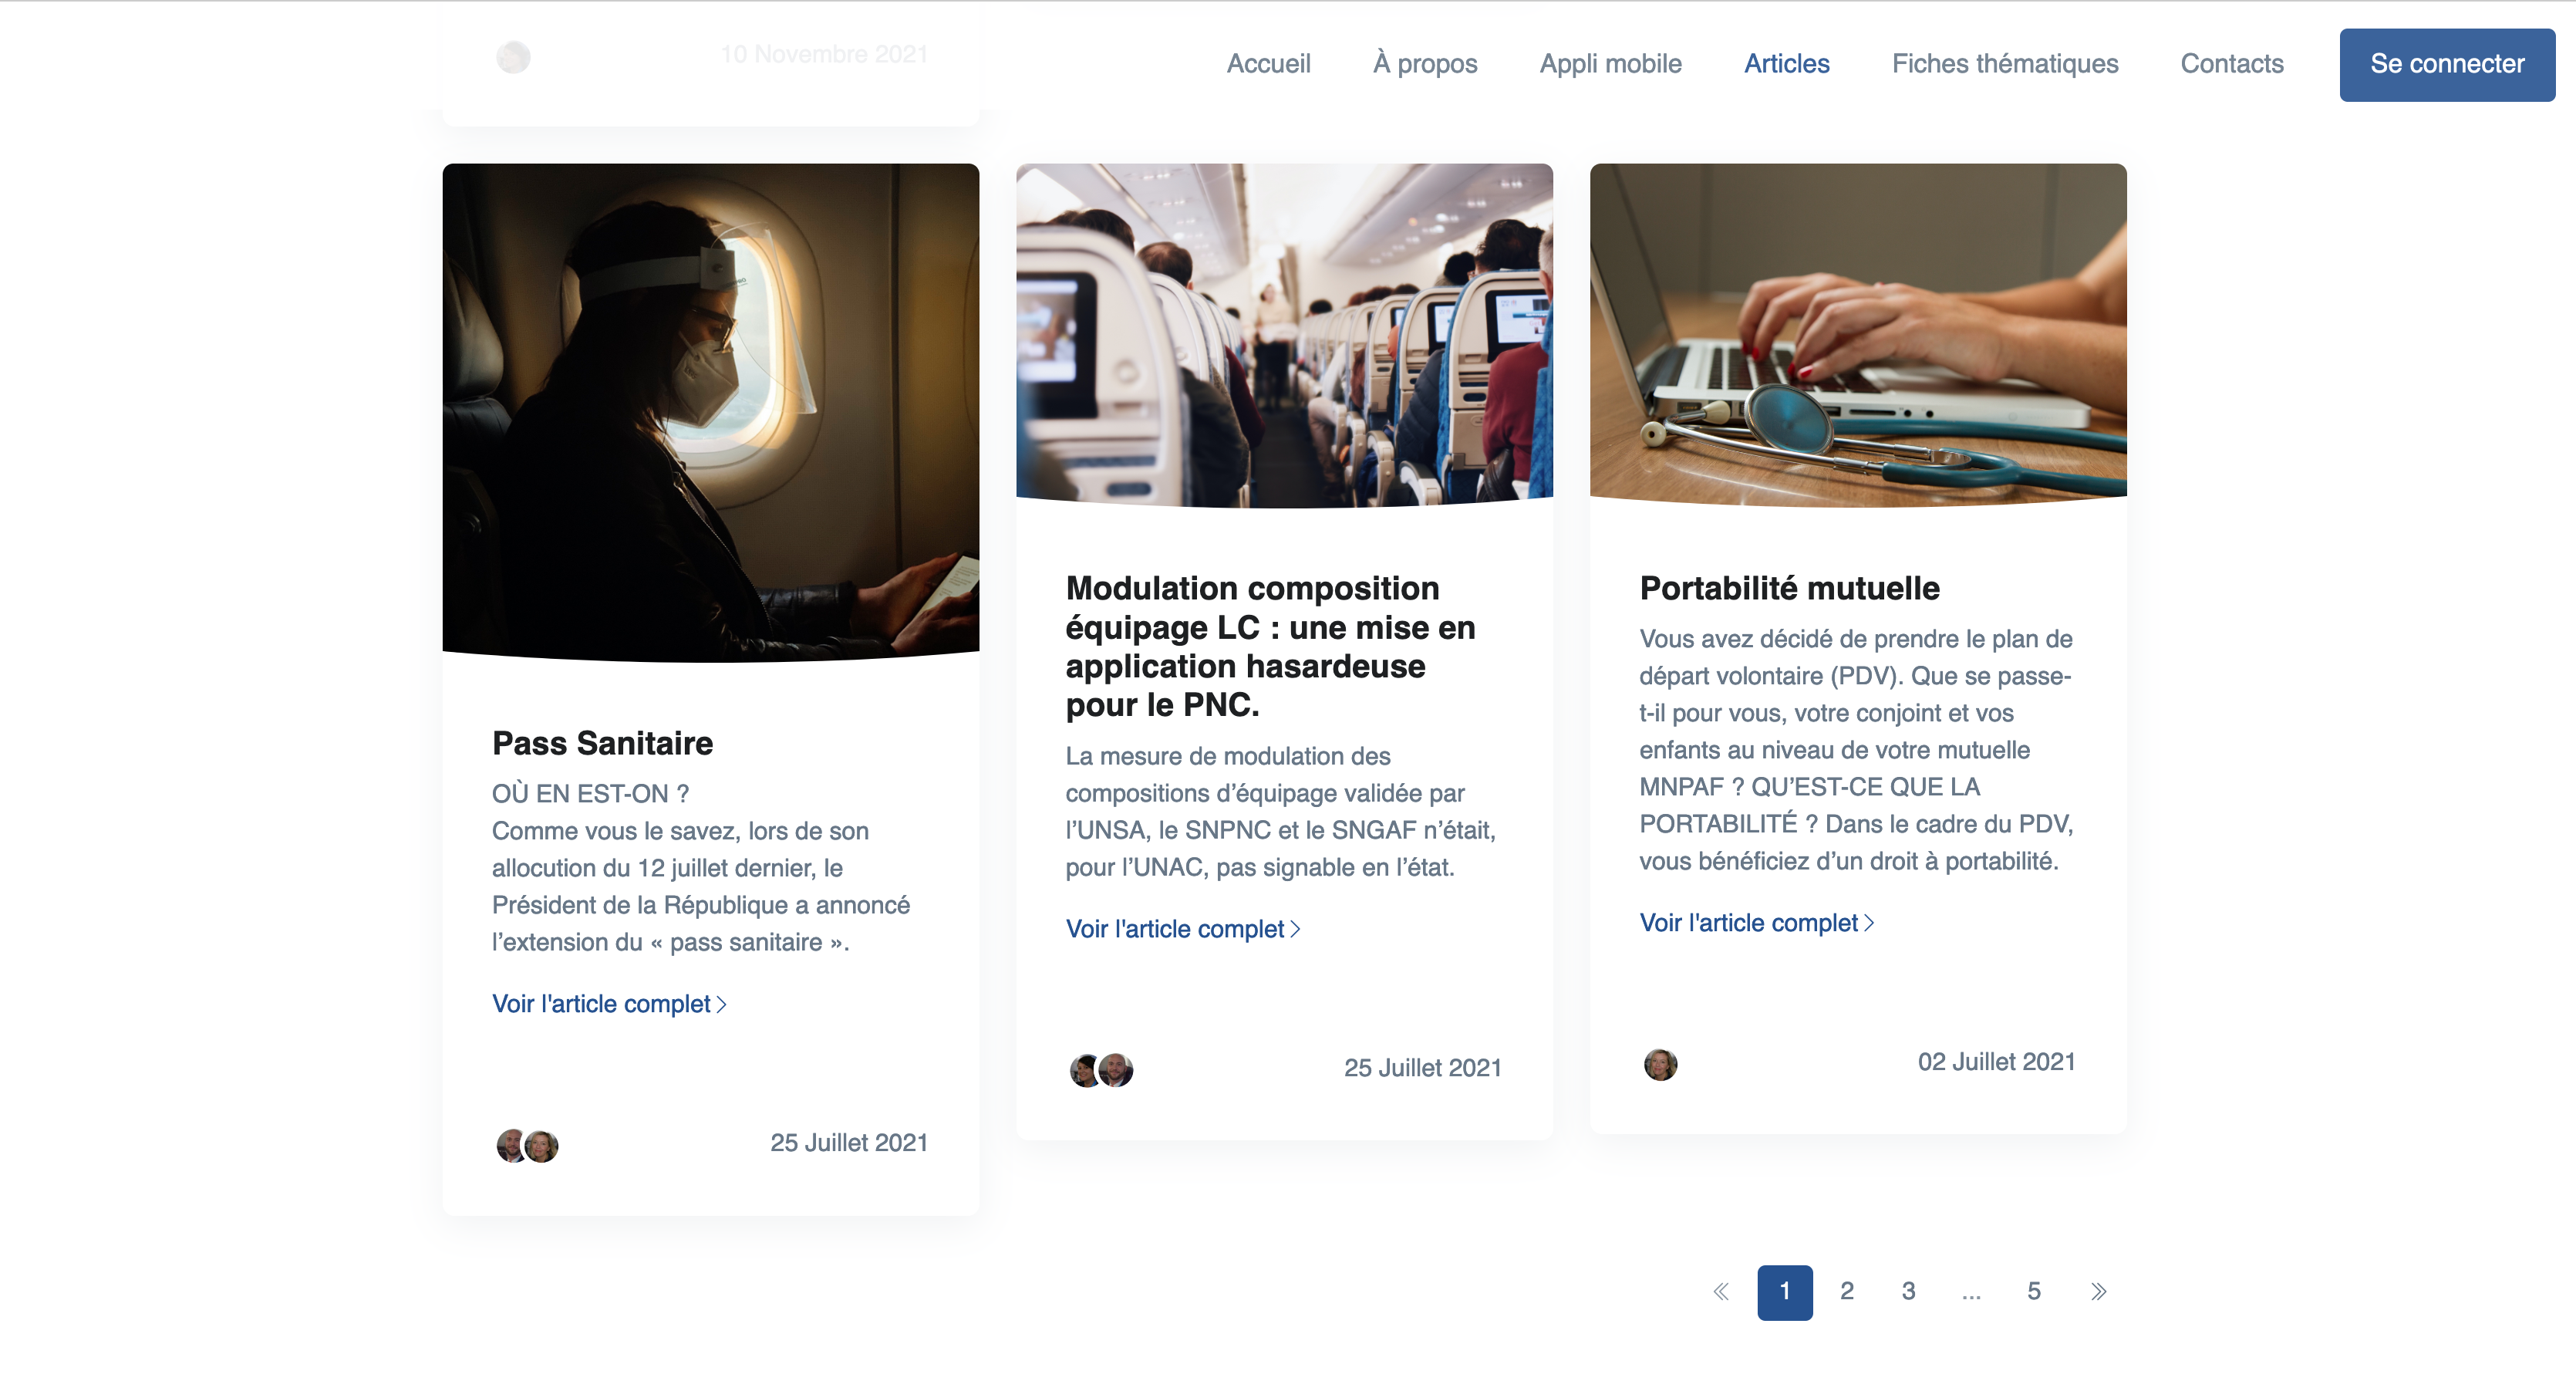 10 Novembre 2021
Accueil
À propos
Appli mobile
Articles
Fiches thématiques
Contacts
Se connecter
Pass Sanitaire
OÙ EN EST-ON ?
Comme vous le savez, lors de son
allocution du 12 juillet dernier, le
Président de la République a annoncé
l’extension du « pass sanitaire ».
Voir l'article complet
25 Juillet 2021
Modulation composition
équipage LC : une mise en
application hasardeuse
pour le PNC.
La mesure de modulation des
compositions d’équipage validée par
l’UNSA, le SNPNC et le SNGAF n’était,
pour l’UNAC, pas signable en l’état.
Voir l'article complet
25 Juillet 2021
Portabilité mutuelle
Vous avez décidé de prendre le plan de
départ volontaire (PDV). Que se passe-
t-il pour vous, votre conjoint et vos
enfants au niveau de votre mutuelle
MNPAF ? QU’EST-CE QUE LA
PORTABILITÉ ? Dans le cadre du PDV,
vous bénéficiez d’un droit à portabilité.
Voir l'article complet
02 Juillet 2021
« 1 2 3 ... 5 »